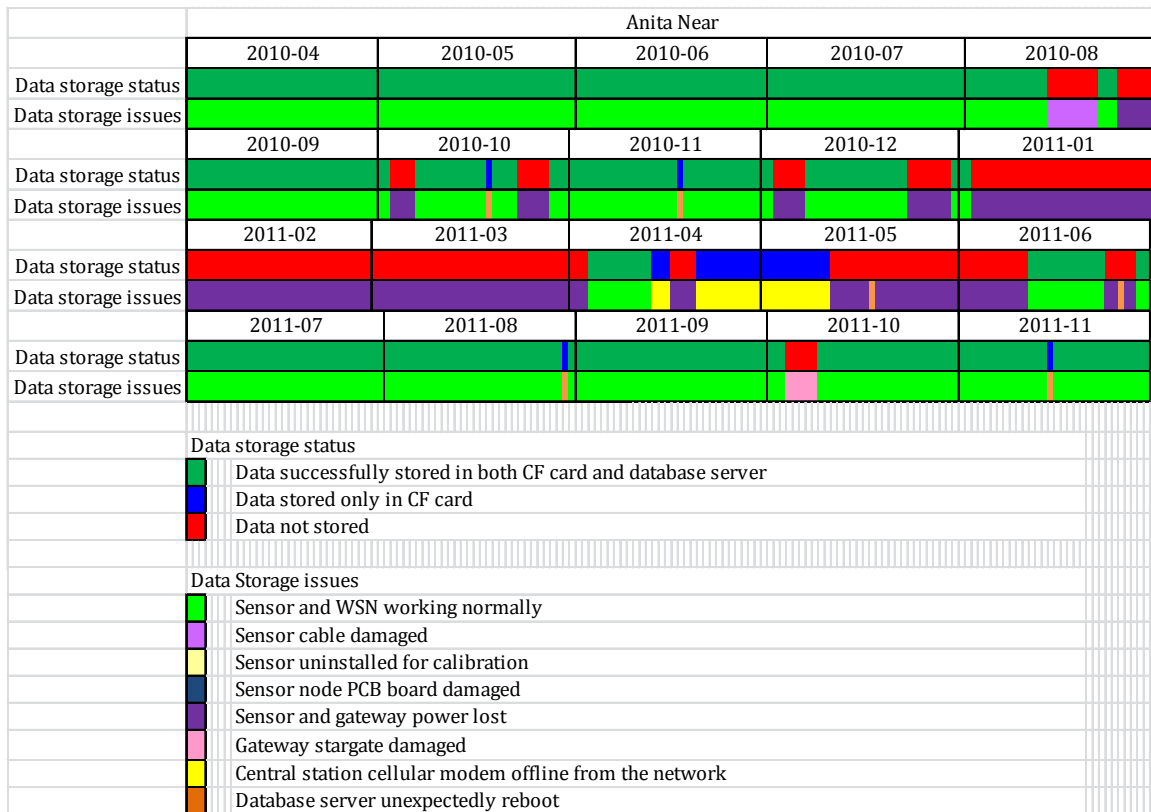 Anita Near
2010-04 2010-05 2010-06 2010-07 2010-08
Data storage status
Data storage issues
2010-09 2010-10 2010-11 2010-12 2011-01
Data storage status
Data storage issues
2011-02 2011-03 2011-04 2011-05 2011-06
Data storage status
Data storage issues
2011-07 2011-08 2011-09 2011-10 2011-11
Data storage status
Data storage issues
Data storage status
Data successfully stored in both CF card and database server
Data stored only in CF card
Data not stored
Data Storage issues
Sensor and WSN working normally
Sensor cable damaged
Sensor uninstalled for calibration
Sensor node PCB board damaged
Sensor and gateway power lost
Gateway stargate damaged
Central station cellular modem offline from the network
Database server unexpectedly reboot